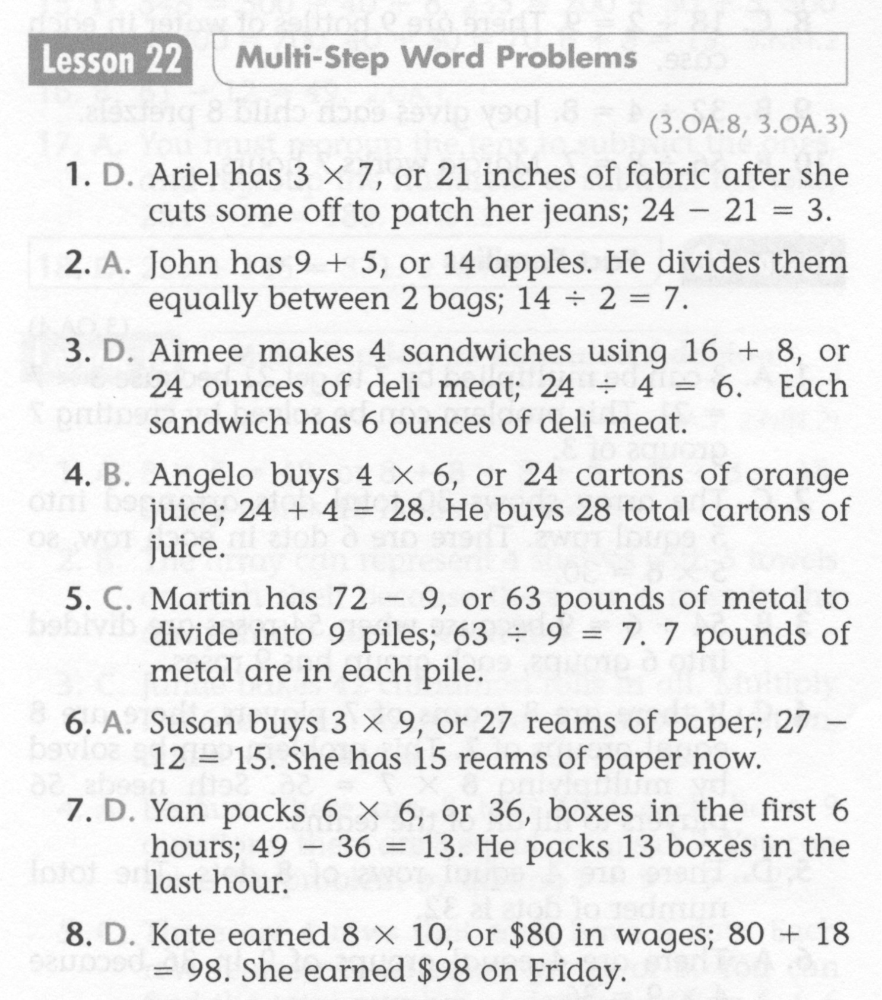 Lesson 22 Multi-Step Word Problems
(3.OA.8, 3.OA.3)
1. D. Ariel has 3 × 7, or 21 inches of fabric after she
cuts some off to patch her jeans; 24 − 21 = 3.
2. A. John has 9 + 5, or 14 apples. He divides them
equally between 2 bags; 14 ÷ 2 = 7.
3. D. Aimee makes 4 sandwiches using 16 + 8, or
24 ounces of deli meat; 24 ÷ 4 = 6. Each
sandwich has 6 ounces of deli meat.
4. B. Angelo buys 4 × 6, or 24 cartons of orange
juice; 24 + 4 = 28. He buys 28 total cartons of
juice.
5. C. Martin has 72 − 9, or 63 pounds of metal to
divide into 9 piles; 63 ÷ 9 = 7. 7 pounds of
metal are in each pile.
6. A. Susan buys 3 × 9, or 27 reams of paper; 27 −
12 = 15. She has 15 reams of paper now.
7. D. Yan packs 6 × 6, or 36, boxes in the first 6
hours; 49 − 36 = 13. He packs 13 boxes in the
last hour.
8. D. Kate earned 8 × 10, or $80 in wages; 80 + 18
= 98. She earned $98 on Friday.